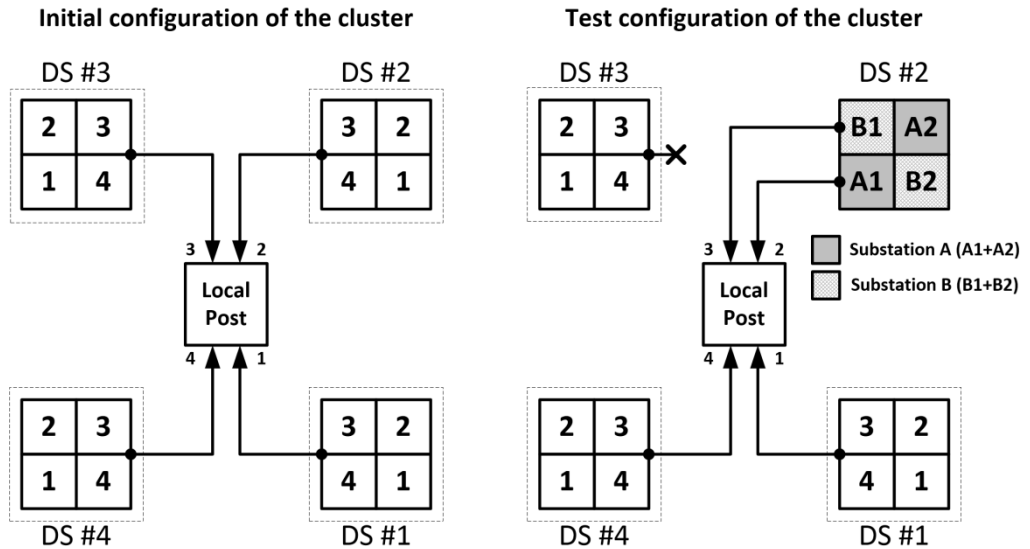 Initial configuration of the cluster
DS #3
DS #2
2 3
1 4
3 2
4 1
3 2
Local
Post
4 1
2 3
1 4
3 2
4 1
DS #4
DS #1
Test configuration of the cluster
DS #3
DS #2
2 3
1 4
B1 A2
A1 B2
3 2
Local
Post
4 1
Substation A (A1+A2)
Substation B (B1+B2)
2 3
1 4
3 2
4 1
DS #4
DS #1